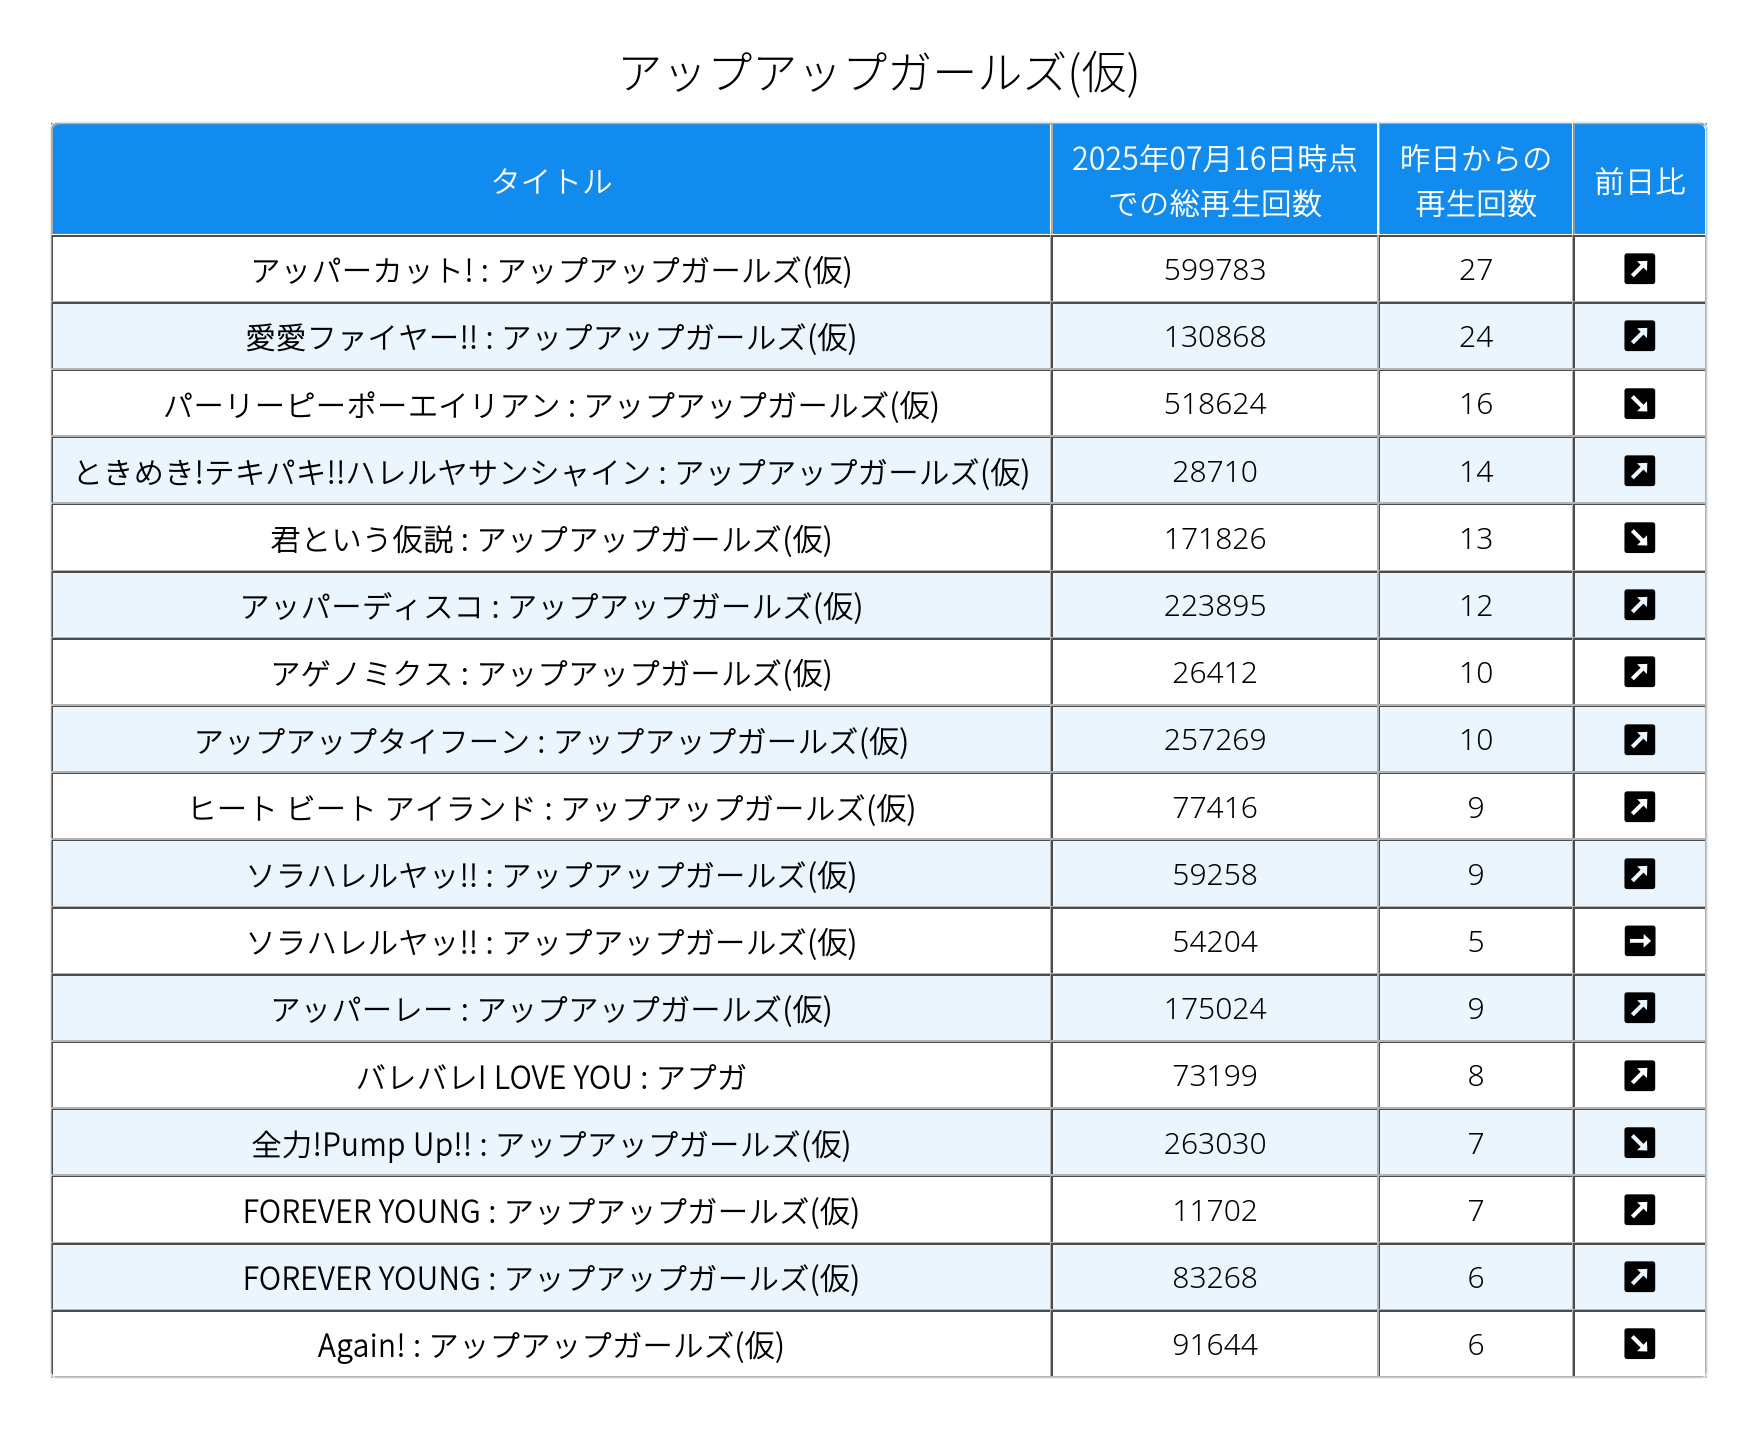 アップアップガールズ(仮)
タイトル 2025年07月16日時点での総再生回数 昨日からの再生回数 前日比
アッパーカット! : アップアップガールズ(仮) 599783 27 ↗
愛愛ファイヤー!! : アップアップガールズ(仮) 130868 24 ↗
パーリーピーポーエイリアン : アップアップガールズ(仮) 518624 16 ↘
ときめき!テキパキ!!ハレルヤサンシャイン : アップアップガールズ(仮) 28710 14 ↗
君という仮説 : アップアップガールズ(仮) 171826 13 ↘
アッパーディスコ : アップアップガールズ(仮) 223895 12 ↗
アゲノミクス : アップアップガールズ(仮) 26412 10 ↗
アップアップタイフーン : アップアップガールズ(仮) 257269 10 ↗
ヒート ビート アイランド : アップアップガールズ(仮) 77416 9 ↗
ソラハレルヤッ!! : アップアップガールズ(仮) 59258 9 ↗
ソラハレルヤッ!! : アップアップガールズ(仮) 54204 5 →
アッパーレー : アップアップガールズ(仮) 175024 9 ↗
バレバレI LOVE YOU : アプガ 73199 8 ↗
全力!Pump Up!! : アップアップガールズ(仮) 263030 7 ↘
FOREVER YOUNG : アップアップガールズ(仮) 11702 7 ↗
FOREVER YOUNG : アップアップガールズ(仮) 83268 6 ↗
Again! : アップアップガールズ(仮) 91644 6 ↘